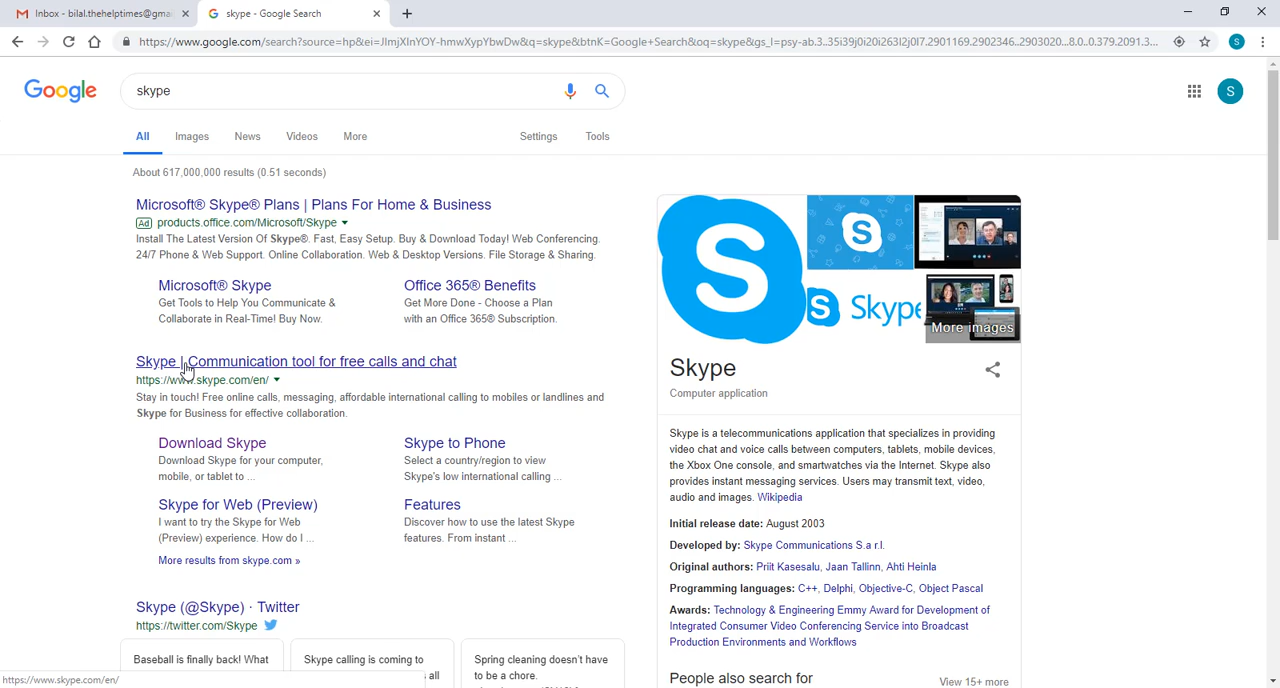 Inbox - bilal.thehelptimes@gma
skype - Google Search
https://www.google.com/search?source=hp&ei=JImjXInYOY-hmwXypYbwDw&q=skype&btnK=Google+Search&oq=skype&gs_l=psy-ab.3..35i39j0i20i263l2j0l7.2901169.2902346..2903020...8.0..0.379.2091.3...
S
Google
skype
S
All
Images
News
Videos
More
Settings
Tools
About 617,000,000 results (0.51 seconds)
Microsoft® Skype® Plans | Plans For Home & Business
Ad products.office.com/Microsoft/Skype
Install The Latest Version Of Skype®. Fast, Easy Setup. Buy & Download Today! Web Conferencing.
24/7 Phone & Web Support. Online Collaboration. Web & Desktop Versions. File Storage & Sharing.
Microsoft® Skype
Get Tools to Help You Communicate &
Collaborate in Real-Time! Buy Now.
Office 365® Benefits
Get More Done - Choose a Plan
with an Office 365® Subscription.
Skype | Communication tool for free calls and chat
https://www.skype.com/en/
Stay in touch! Free online calls, messaging, affordable international calling to mobiles or landlines and
Skype for Business for effective collaboration.
Download Skype
Download Skype for your computer,
mobile, or tablet to ...
Skype to Phone
Select a country/region to view
Skype's low international calling ...
Skype for Web (Preview)
I want to try the Skype for Web
(Preview) experience. How do I ...
Features
Discover how to use the latest Skype
features. From instant ...
More results from skype.com »
Skype (@Skype) · Twitter
https://twitter.com/Skype
Baseball is finally back! What
Skype calling is coming to
all
Spring cleaning doesn't have
to be a chore.
https://www.skype.com/en/
S
S
S Skype
More images
Skype
Computer application
Skype is a telecommunications application that specializes in providing
video chat and voice calls between computers, tablets, mobile devices,
the Xbox One console, and smartwatches via the Internet. Skype also
provides instant messaging services. Users may transmit text, video,
audio and images. Wikipedia
Initial release date: August 2003
Developed by: Skype Communications S.a r.l.
Original authors: Priit Kasesalu, Jaan Tallinn, Ahti Heinla
Programming languages: C++, Delphi, Objective-C, Object Pascal
Awards: Technology & Engineering Emmy Award for Development of
Integrated Consumer Video Conferencing Service into Broadcast
Production Environments and Workflows
People also search for
View 15+ more